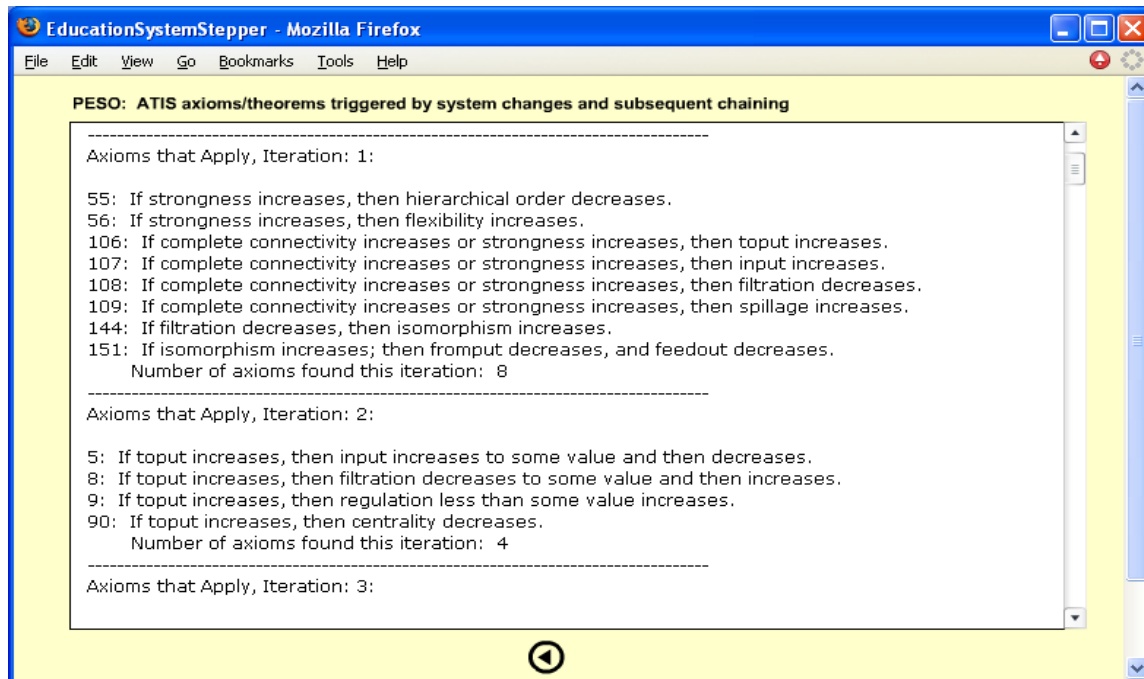 EducationSystemStepper - Mozilla Firefox
File Edit View Go Bookmarks Tools Help
PESO: ATIS axioms/theorems triggered by system changes and subsequent chaining
--------------------------------------------------------------------------------------
Axioms that Apply, Iteration: 1:
55: If strongness increases, then hierarchical order decreases.
56: If strongness increases, then flexibility increases.
106: If complete connectivity increases or strongness increases, then toput increases.
107: If complete connectivity increases or strongness increases, then input increases.
108: If complete connectivity increases or strongness increases, then filtration decreases.
109: If complete connectivity increases or strongness increases, then spillage increases.
144: If filtration decreases, then isomorphism increases.
151: If isomorphism increases; then fromput decreases, and feedout decreases.
Number of axioms found this iteration: 8
--------------------------------------------------------------------------------------
Axioms that Apply, Iteration: 2:
5: If toput increases, then input increases to some value and then decreases.
8: If toput increases, then filtration decreases to some value and then increases.
9: If toput increases, then regulation less than some value increases.
90: If toput increases, then centrality decreases.
Number of axioms found this iteration: 4
--------------------------------------------------------------------------------------
Axioms that Apply, Iteration: 3: